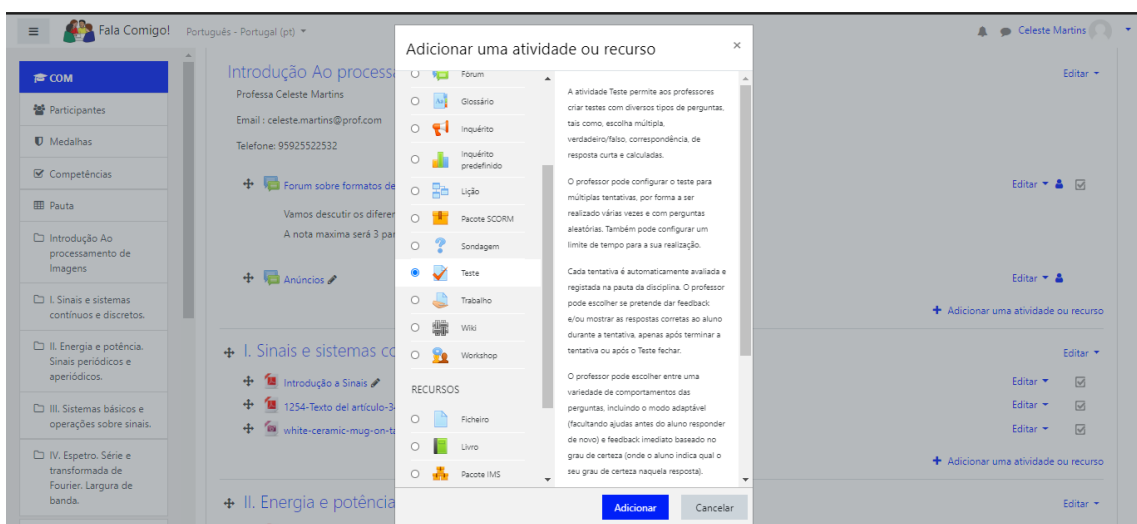 Fala Comigo!
Português - Portugal (pt)
Celeste Martins
COM
Participantes
Medalhas
Competências
Pauta
Introdução Ao
processamento de
Imagens
I. Sinais e sistemas
contínuos e discretos.
II. Energia e potência.
Sinais periódicos e
aperiódicos.
III. Sistemas básicos e
operações sobre sinais.
IV. Espetro. Série e
transformada de
Fourier. Largura de
banda.
Introdução Ao
Editar
Professa Celeste Martins
Email : celeste.martins@prof.com
Telefone: 95925522532
Forum sobre formatos de
Editar
Vamos descutir os
A nota maxima será 3
Anúncios
Editar
Adicionar uma atividade ou recurso
I. Sinais e sistemas
Editar
Introdução a Sinais
Editar
1254-Texto del
Editar
Editar
Adicionar uma atividade ou recurso
II. Energia e potência
Editar
Adicionar uma atividade ou recurso
×
Fórum
Glossário
Inquérito
Inquérito
predefinido
Lição
Pacote SCORM
Sondagem
Teste
Trabalho
Wiki
Workshop
RECURSOS
Ficheiro
Livro
Pacote IMS
A atividade Teste permite aos professores
criar testes com diversos tipos de perguntas,
tais como, escolha múltipla,
verdadeiro/falso, correspondência, de
resposta curta e calculadas.
O professor pode configurar o teste para
múltiplas tentativas, por forma a ser
realizado várias vezes e com perguntas
aleatórias. Também pode configurar um
limite de tempo para a sua realização.
Cada tentativa é automaticamente avaliada e
registada na pauta da disciplina. O professor
pode escolher se pretende dar feedback
e/ou mostrar as respostas corretas ao aluno
durante a tentativa, apenas após terminar a
tentativa ou após o Teste fechar.
O professor pode escolher entre uma
variedade de comportamentos das
perguntas, incluindo o modo adaptável
(facultando ajudas antes do aluno responder
de novo) e feedback imediato baseado no
grau de certeza (onde o aluno indica qual o
seu grau de certeza naquela resposta).
Adicionar
Cancelar